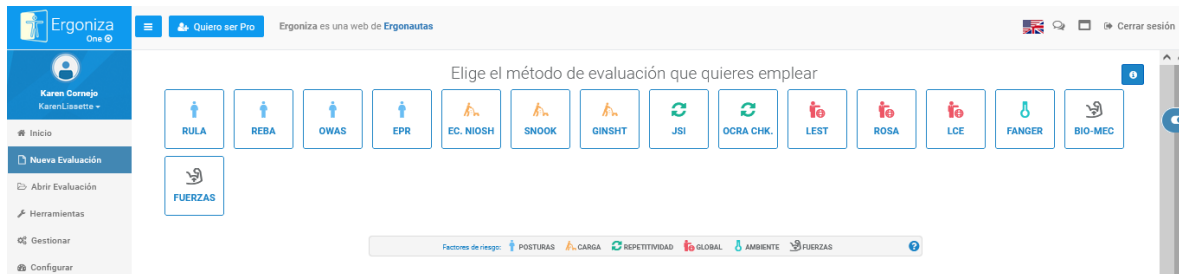 Ergoniza
One
Quiero ser Pro
Ergoniza es una web de Ergonautas
Cerrar sesión
Karen Cornejo
KarenLissette
Inicio
Nueva Evaluación
Abrir Evaluación
Herramientas
Gestionar
Configurar
Elige el método de evaluación que quieres emplear
RULA
REBA
OWAS
EPR
EC. NIOSH
SNOOK
GINSHT
JSI
OCRA CHK.
LEST
ROSA
LCE
FANGER
BIO-MEC
FUERZAS
Factores de riesgo: POSTURAS CARGA REPETITIVIDAD GLOBAL AMBIENTE FUERZAS